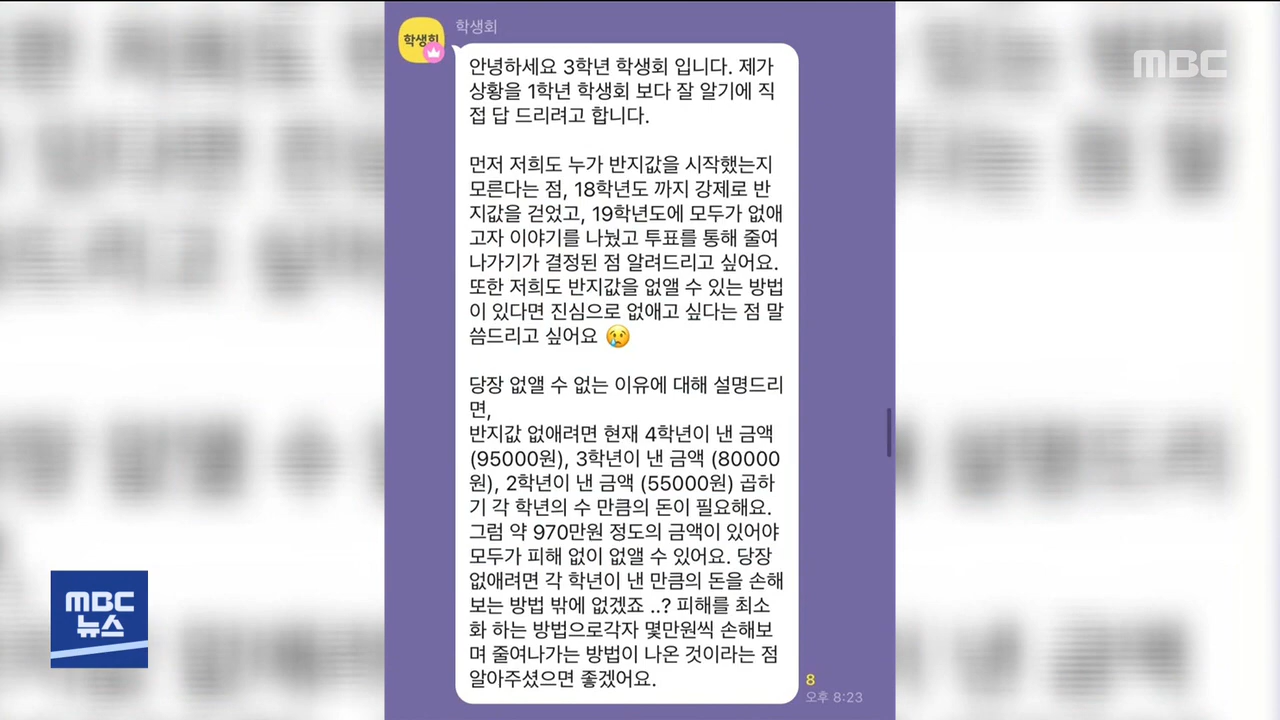 학생회
학생회
MBC
안녕하세요 3학년 학생회 입니다. 제가
상황을 1학년 학생회 보다 잘 알기에 직
접 답 드리려고 합니다.
먼저 저희도 누가 반지값을 시작했는지
모른다는 점, 18학년도 까지 강제로 반
지값을 걷었고, 19학년도에 모두가 없애
고자 이야기를 나눴고 투표를 통해 줄여
나가기가 결정된 점 알려드리고 싶어요.
또한 저희도 반지값을 없앨 수 있는 방법
이 있다면 진심으로 없애고 싶다는 점 말
씀드리고 싶어요 😢
당장 없앨 수 없는 이유에 대해 설명드리
면,
반지값 없애려면 현재 4학년이 낸 금액
(95000원), 3학년이 낸 금액 (80000
원), 2학년이 낸 금액 (55000원) 곱하
기 각 학년의 수 만큼의 돈이 필요해요.
그럼 약 970만원 정도의 금액이 있어야
모두가 피해 없이 없앨 수 있어요. 당장
없애려면 각 학년이 낸 만큼의 돈을 손해
보는 방법 밖에 없겠죠 ..? 피해를 최소
화 하는 방법으로각자 몇만원씩 손해보
며 줄여나가는 방법이 나온 것이라는 점
알아주셨으면 좋겠어요.
8
오후 8:23
MBC
뉴스